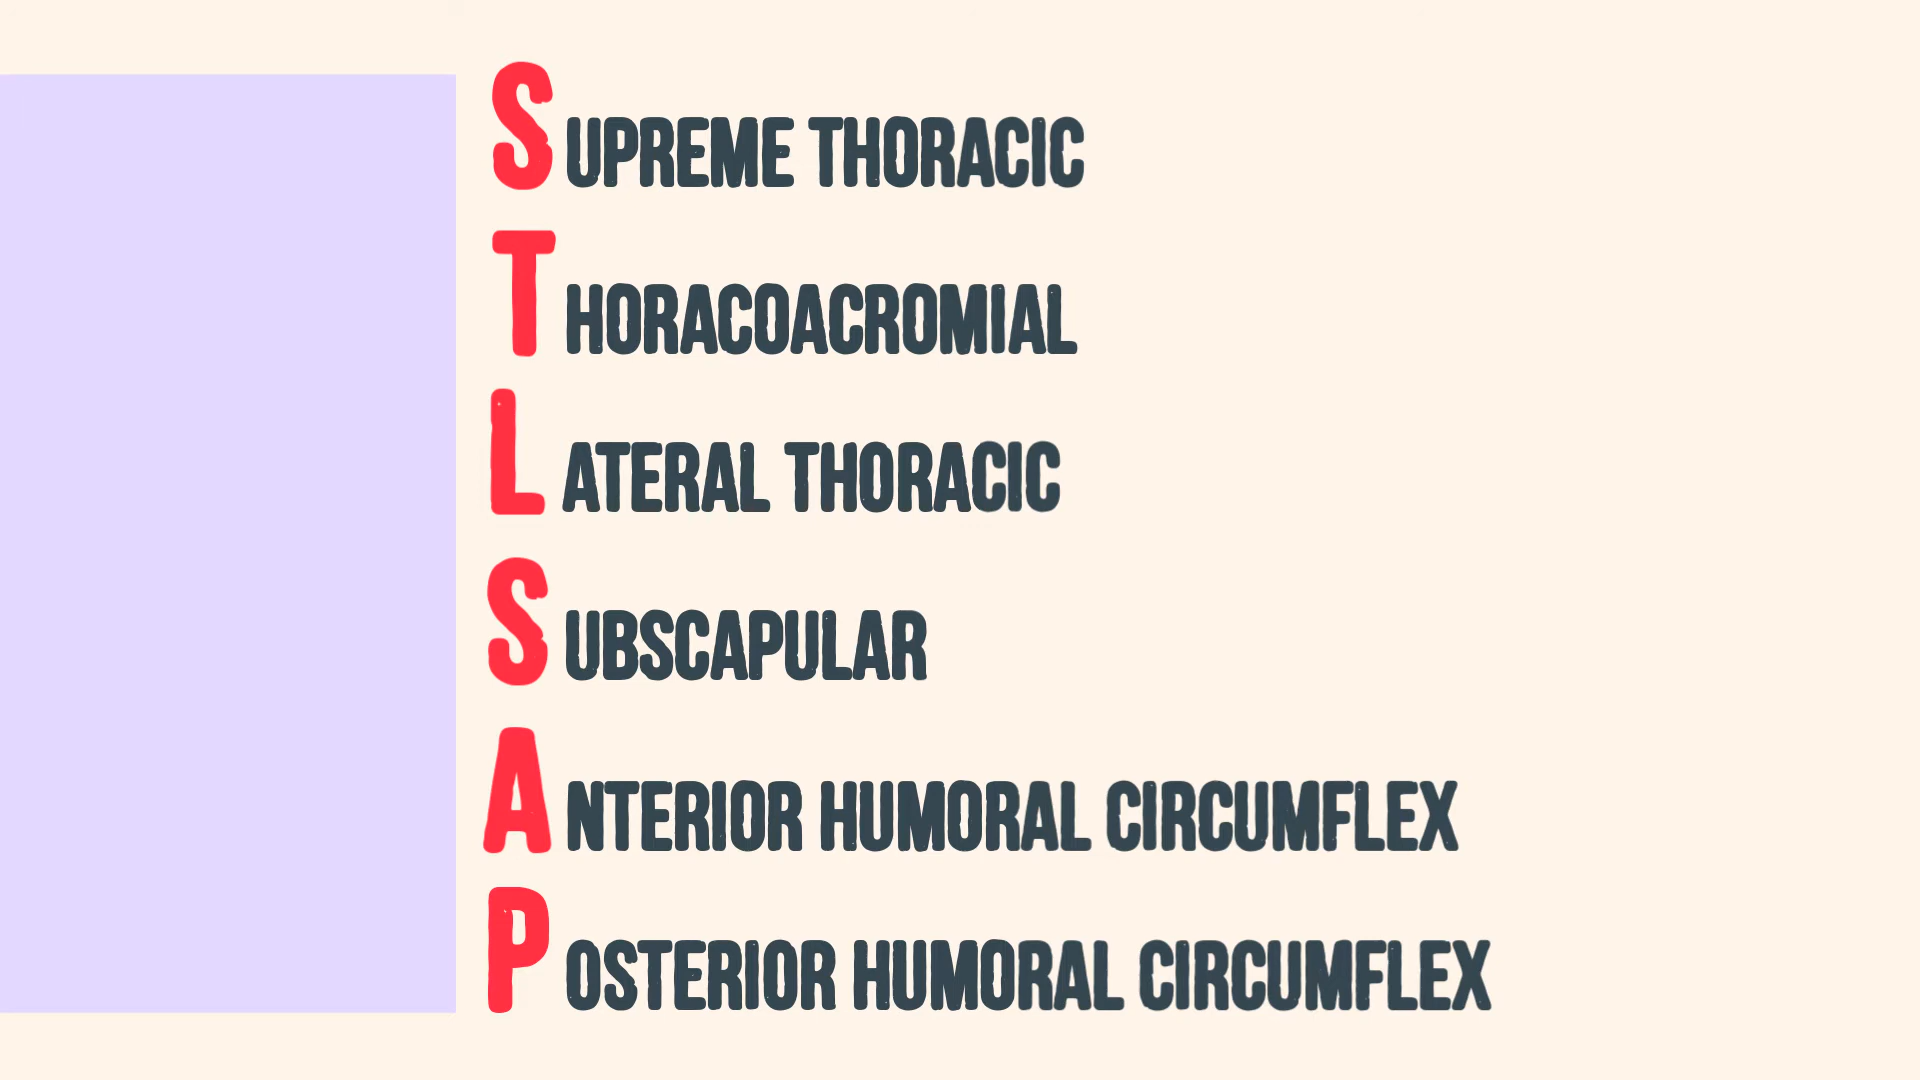 SUPREME THORACIC
THORACOACROMIAL
LATERAL THORACIC
SUBSCAPULAR
ANTERIOR HUMORAL CIRCUMFLEX
POSTERIOR HUMORAL CIRCUMFLEX